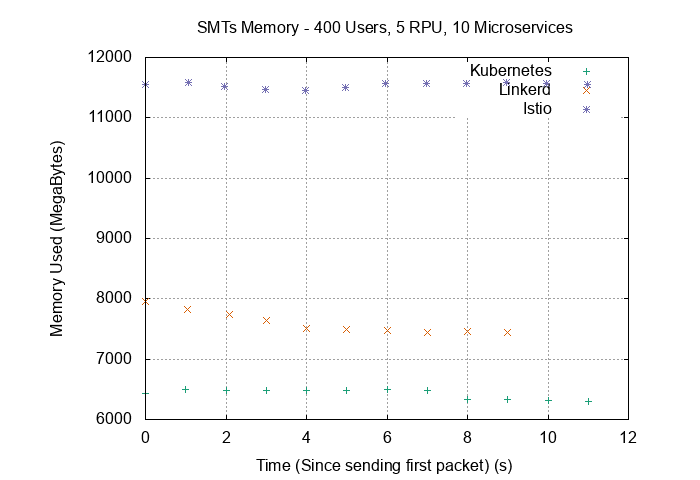 SMTs Memory - 400 Users, 5 RPU, 10 Microservices
12000
11000
10000
9000
8000
7000
6000
Memory Used (MegaBytes)
Kubernetes
Linkerd
Istio
0 2 4 6 8 10 12
Time (Since sending first packet) (s)